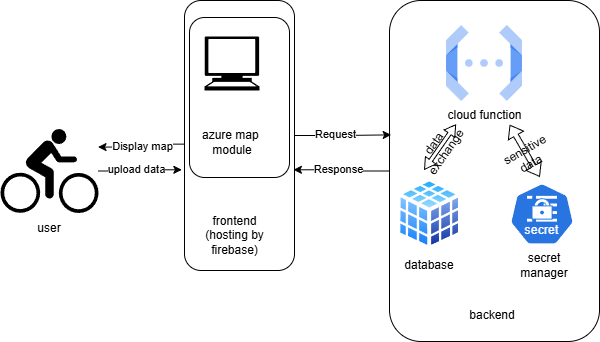 cloud function
azure map
module
Display map
upload data
Request
Response
data
exchange
sensitive
data
user
frontend
(hosting by
firebase)
secret
database
secret
manager
backend